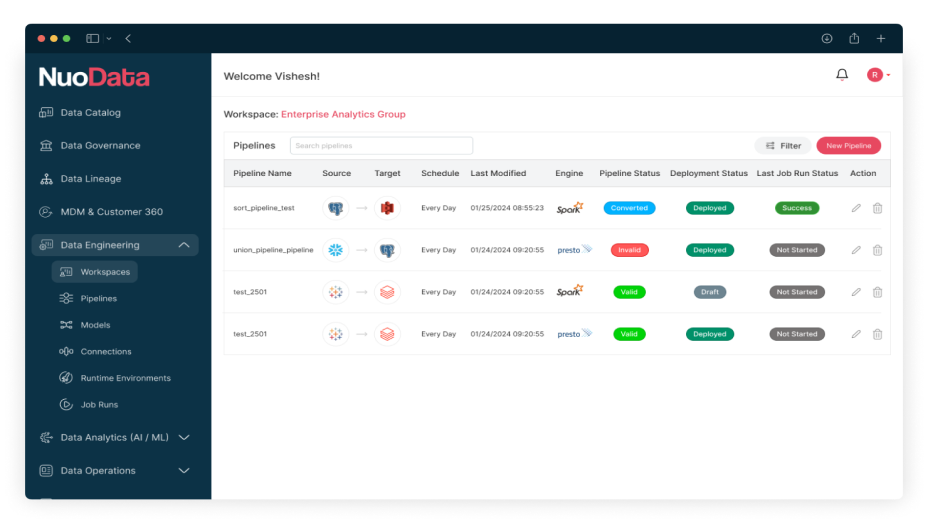 NuoData
Welcome Vishesh!
R
Data Catalog
Data Governance
Data Lineage
MDM & Customer 360
Data Engineering
Workspaces
Pipelines
Models
Connections
Runtime Environments
Job Runs
Data Analytics (AI / ML)
Data Operations
Workspace: Enterprise Analytics Group
Pipelines Search pipelines Filter New Pipeline
Pipeline Name Source Target Schedule Last Modified Engine Pipeline Status Deployment Status Last Job Run Status Action
sort_pipeline_test Every Day 01/25/2024 08:55:23 Spark Converted Deployed Success
union_pipeline_pipeline Every Day 01/24/2024 09:20:55 presto Invalid Deployed Not Started
test_2501 Every Day 01/24/2024 09:20:55 Spark Valid Draft Not Started
test_2501 Every Day 01/24/2024 09:20:55 presto Valid Deployed Not Started